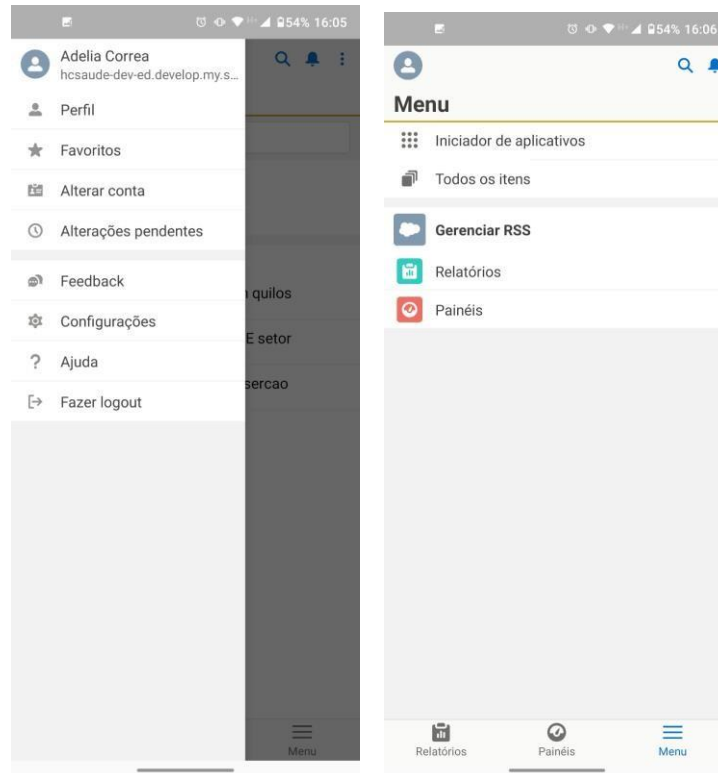 54% 16:05
Adelia Correa
hcsaude-dev-ed.develop.my.s...
Perfil
Favoritos
Alterar conta
Alterações pendentes
Feedback
quilos
Configurações
E setor
Ajuda
sercao
Fazer logout
Menu
54% 16:06
Menu
Iniciador de aplicativos
Todos os itens
Gerenciar RSS
Relatórios
Painéis
Relatórios
Painéis
Menu